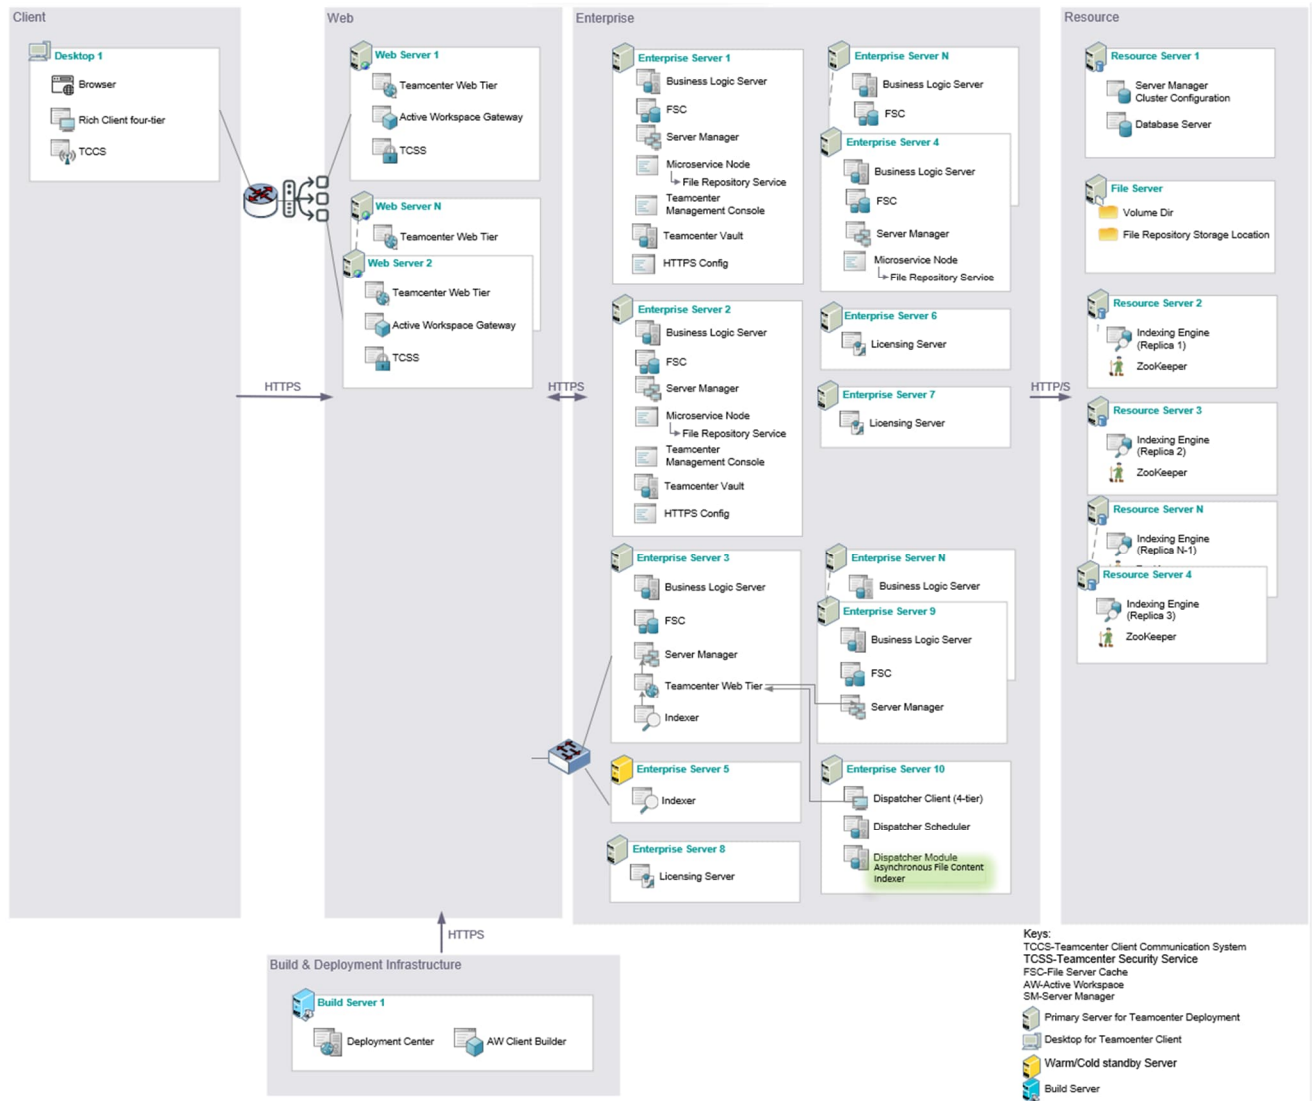 Client
Desktop 1
Browser
Rich Client four-tier
TCCS
Web
Web Server 1
Teamcenter Web Tier
Active Workspace Gateway
TCSS
Web Server N
Teamcenter Web Tier
Web Server 2
Teamcenter Web Tier
Active Workspace Gateway
TCSS
HTTPS
HTTPS
Enterprise
Enterprise Server 1
Business Logic Server
FSC
Server Manager
Microservice Node
File Repository Service
Teamcenter
Management Console
Teamcenter Vault
HTTPS Config
Enterprise Server 2
Business Logic Server
FSC
Server Manager
Microservice Node
File Repository Service
Teamcenter
Management Console
Teamcenter Vault
HTTPS Config
Enterprise Server 3
Business Logic Server
FSC
Server Manager
Teamcenter Web Tier
Indexer
Enterprise Server 5
Indexer
Enterprise Server 8
Licensing Server
Enterprise Server N
Business Logic Server
FSC
Enterprise Server 4
Business Logic Server
FSC
Server Manager
Microservice Node
File Repository Service
Enterprise Server 6
Licensing Server
Enterprise Server 7
Licensing Server
Enterprise Server N
Business Logic Server
Enterprise Server 9
Business Logic Server
FSC
Server Manager
Enterprise Server 10
Dispatcher Client (4-tier)
Dispatcher Scheduler
Dispatcher Module
Asynchronous File Content
Indexer
HTTP/S
Resource
Resource Server 1
Server Manager
Cluster Configuration
Database Server
File Server
Volume Dir
File Repository Storage Location
Resource Server 2
Indexing Engine
(Replica 1)
ZooKeeper
Resource Server 3
Indexing Engine
(Replica 2)
ZooKeeper
Resource Server N
Indexing Engine
(Replica N-1)
Resource Server 4
Indexing Engine
(Replica 3)
ZooKeeper
HTTPS
Build & Deployment Infrastructure
Build Server 1
Deployment Center
AW Client Builder
Keys:
TCCS-Teamcenter Client Communication System
TCSS-Teamcenter Security Service
FSC-File Server Cache
AW-Active Workspace
SM-Server Manager
Primary Server for Teamcenter Deployment
Desktop for Teamcenter Client
Warm/Cold standby Server
Build Server